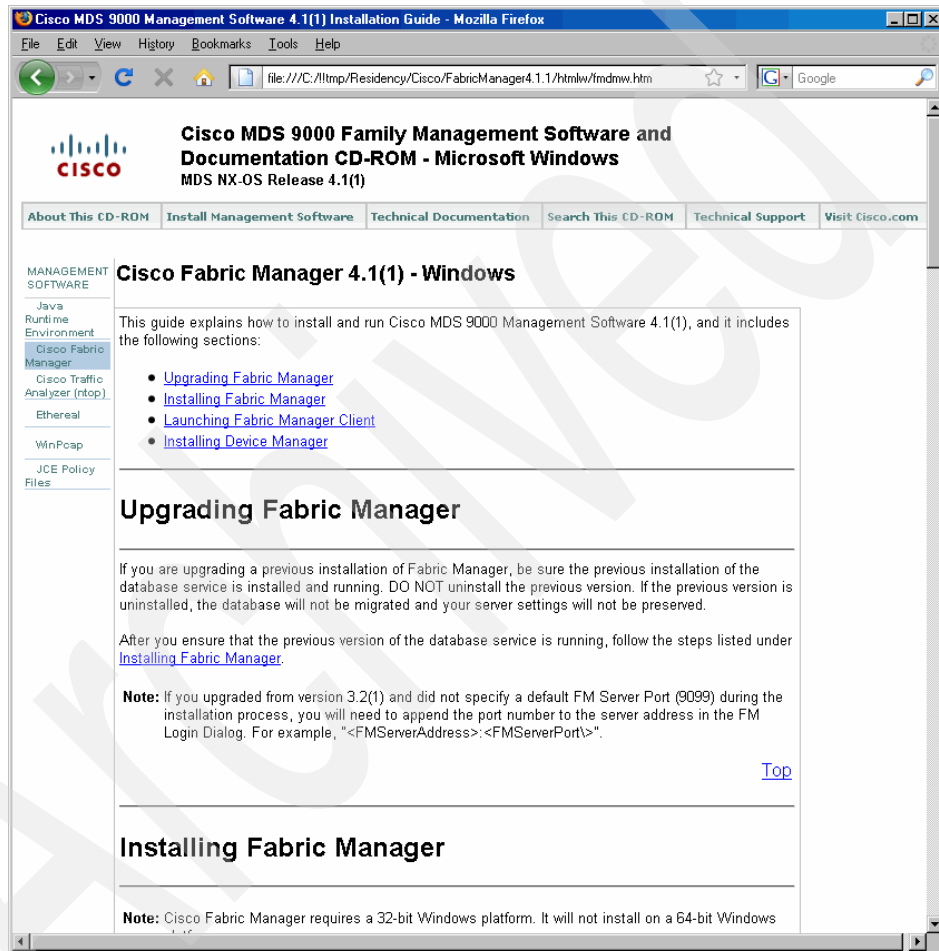 Cisco MDS 9000 Management Software 4.1(1) Installation Guide - Mozilla Firefox
File Edit View History Bookmarks Tools Help
file:///C:/!!tmp/Residency/Cisco/FabricManager4.1.1/htmlw/fmdmw.htm
G Google
CISCO
Cisco MDS 9000 Family Management Software and
Documentation CD-ROM - Microsoft Windows
MDS NX-OS Release 4.1(1)
About This CD-ROM Install Management Software Technical Documentation Search This CD-ROM Technical Support Visit Cisco.com
MANAGEMENT
SOFTWARE
Java
Runtime
Environment
Cisco Fabric
Manager
Cisco Traffic
Analyzer (ntop)
Ethereal
WinPcap
JCE Policy
Files
Cisco Fabric Manager 4.1(1) - Windows
This guide explains how to install and run Cisco MDS 9000 Management Software 4.1(1), and it includes
the following sections:
• Upgrading Fabric Manager
• Installing Fabric Manager
• Launching Fabric Manager Client
• Installing Device Manager
Upgrading Fabric Manager
If you are upgrading a previous installation of Fabric Manager, be sure the previous installation of the
database service is installed and running. DO NOT uninstall the previous version. If the previous version is
uninstalled, the database will not be migrated and your server settings will not be preserved.
After you ensure that the previous version of the database service is running, follow the steps listed under
Installing Fabric Manager.
Note: If you upgraded from version 3.2(1) and did not specify a default FM Server Port (9099) during the
installation process, you will need to append the port number to the server address in the FM
Login Dialog. For example, "<FMServerAddress>:<FMServerPort\>".
Top
Installing Fabric Manager
Note: Cisco Fabric Manager requires a 32-bit Windows platform. It will not install on a 64-bit Windows
Archived